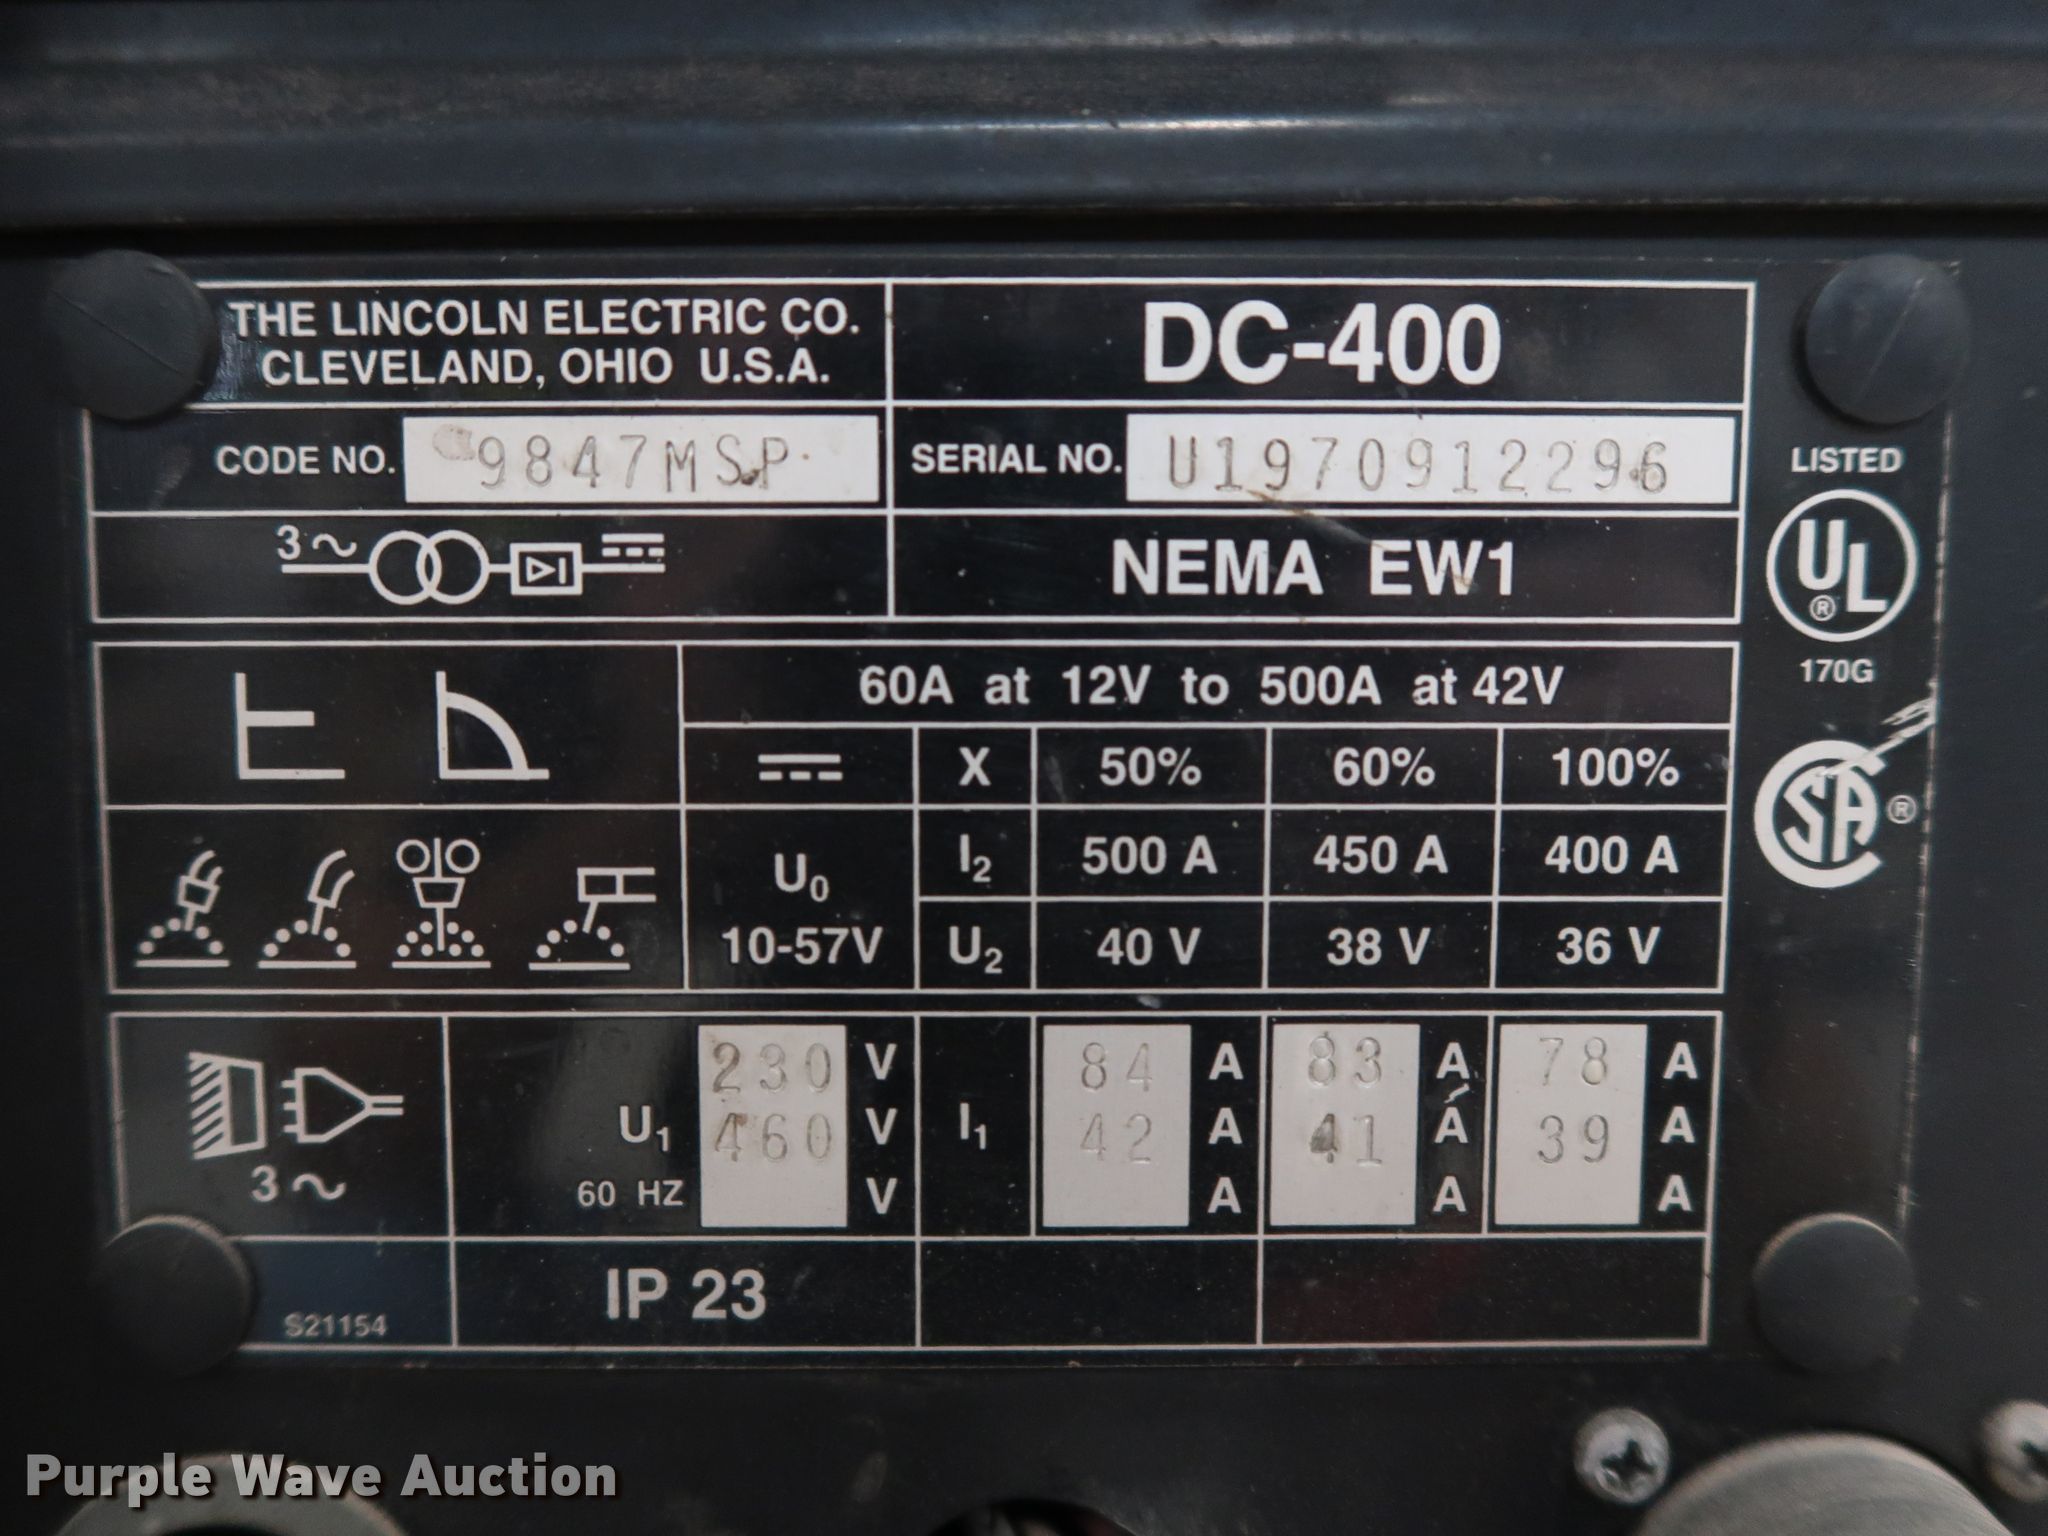 THE LINCOLN ELECTRIC CO.
CLEVELAND, OHIO U.S.A.
DC-400
CODE NO. 9847MSP
SERIAL NO. U1970912296
LISTED
UL®
170G
3~
NEMA EW1
60A at 12V to 500A at 42V
X 50% 60% 100%
U0
10-57V
I2 500 A 450 A 400 A
U2 40 V 38 V 36 V
CSA®
3~
U1
60 HZ
230 V
460 V
V
I1
84 A 83 A 78 A
42 A 41 A 39 A
A A A
S21154
IP 23
Purple Wave Auction